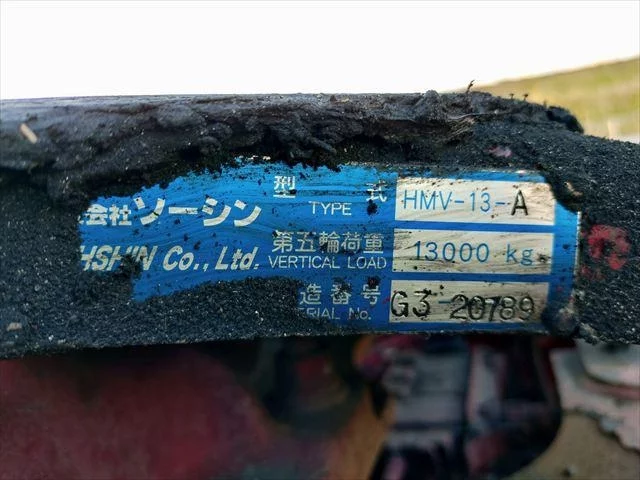 会社 ソーシン
HSHIN Co., Ltd.
型 式
TYPE
HMV-13-A
第五輪荷重
VERTICAL LOAD
13000 kg
造番号
ERIAL No.
G3 20789